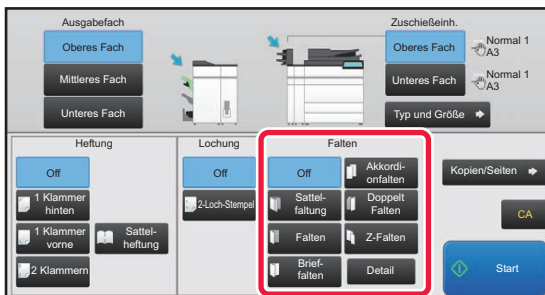 Ausgabefach
Zuschießeinh.
Oberes Fach
Mittleres Fach
Unteres Fach
Oberes Fach
Normal 1
A3
Unteres Fach
Normal 1
A3
Typ und Größe
Heftung
Off
1 Klammer
hinten
1 Klammer
vorne
Sattel-
heftung
2 Klammern
Lochung
Off
2-Loch-Stempel
Falten
Off
Akkordi-
onfalten
Sattel-
faltung
Doppelt
Falten
Falten
Z-Falten
Brief-
falten
Detail
Kopien/Seiten
CA
Start